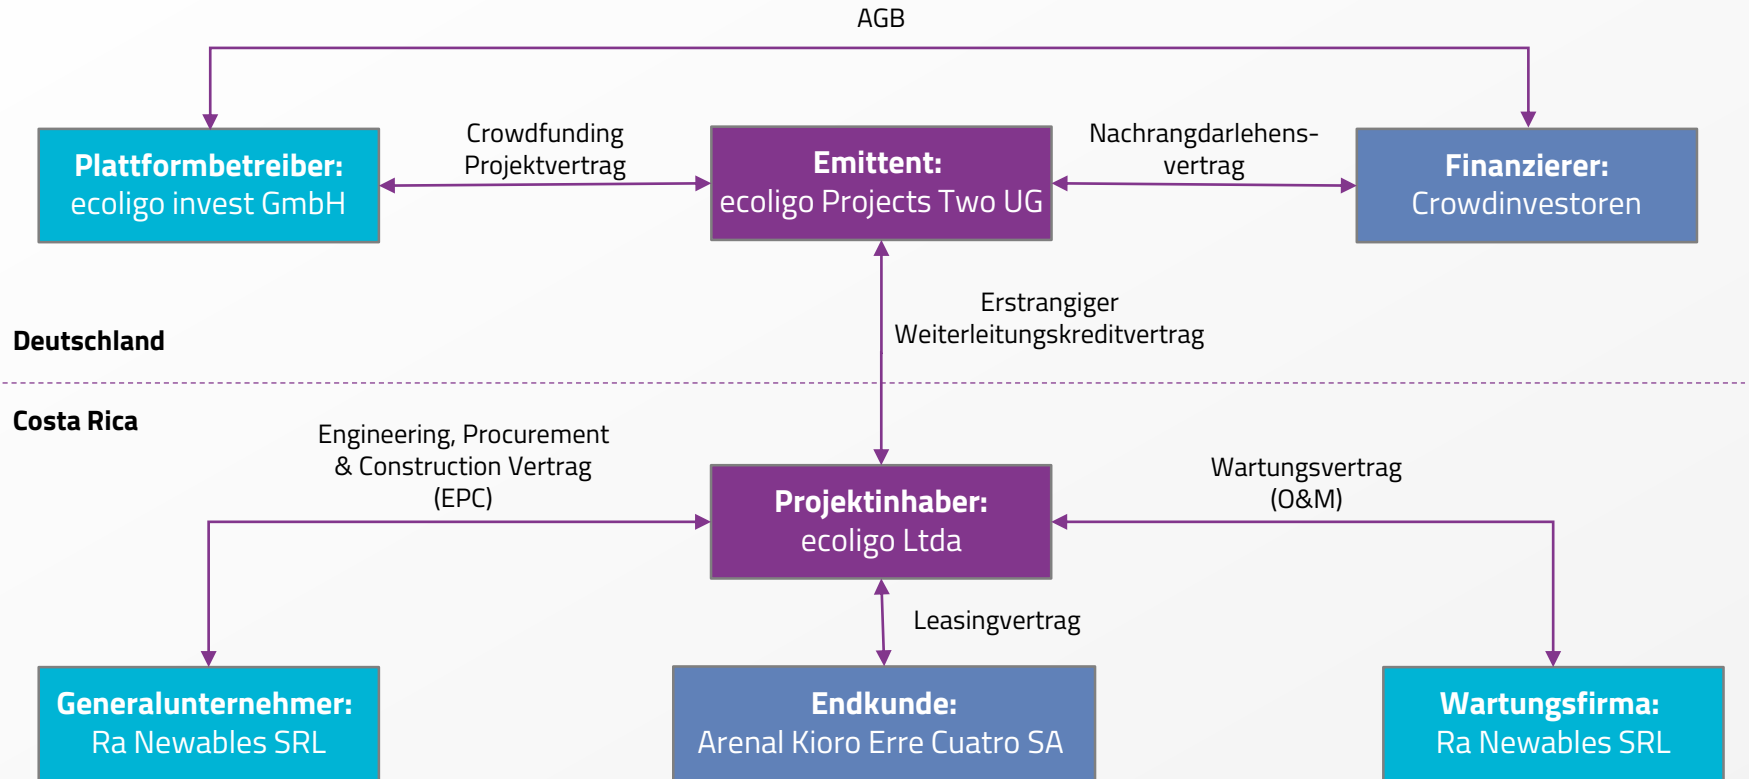 AGB
Plattformbetreiber:
ecoligo invest GmbH
Crowdfunding
Projektvertrag
Emittent:
ecoligo Projects Two UG
Nachrangdarlehens-
vertrag
Finanzierer:
Crowdinvestoren
Erstrangiger
Weiterleitungskreditvertrag
Deutschland
Costa Rica
Engineering, Procurement
& Construction Vertrag
(EPC)
Projektinhaber:
ecoligo Ltda
Wartungsvertrag
(O&M)
Leasingvertrag
Generalunternehmer:
Ra Newables SRL
Endkunde:
Arenal Kioro Erre Cuatro SA
Wartungsfirma:
Ra Newables SRL